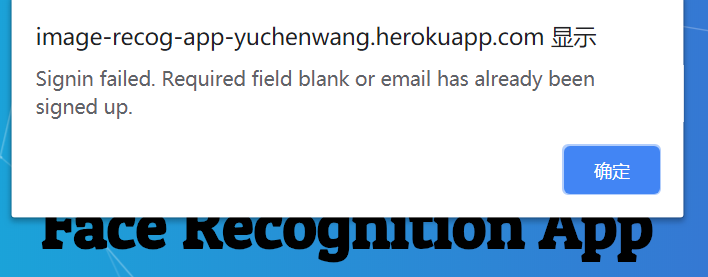 image-recog-app-yuchenwang.herokuapp.com 显示
Signin failed. Required field blank or email has already been
signed up.
确定
Face Recognition App